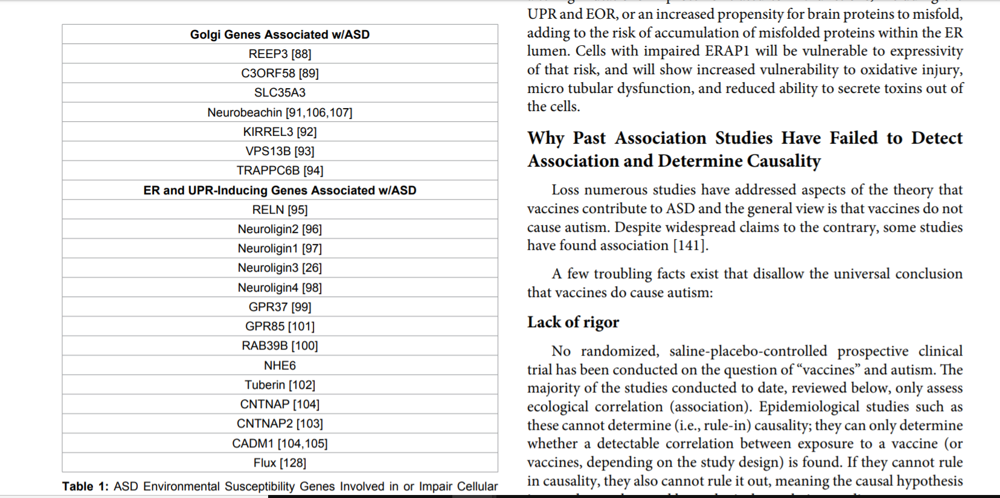 Golgi Genes Associated w/ASD
REEP3 [88]
C3ORF58 [89]
SLC35A3
Neurobeachin [91,106,107]
KIRREL3 [92]
VPS13B [93]
TRAPPC6B [94]
ER and UPR-Inducing Genes Associated w/ASD
RELN [95]
Neuroligin2 [96]
Neuroligin1 [97]
Neuroligin3 [26]
Neuroligin4 [98]
GPR37 [99]
GPR85 [101]
RAB39B [100]
NHE6
Tuberin [102]
CNTNAP [104]
CNTNAP2 [103]
CADM1 [104,105]
Flux [128]
Table 1: ASD Environmental Susceptibility Genes Involved in or Impair Cellular
UPR and EOR, or an increased propensity for brain proteins to misfold,
adding to the risk of accumulation of misfolded proteins within the ER
lumen. Cells with impaired ERAP1 will be vulnerable to expressivity
of that risk, and will show increased vulnerability to oxidative injury,
micro tubular dysfunction, and reduced ability to secrete toxins out of
the cells.
Why Past Association Studies Have Failed to Detect
Association and Determine Causality
Loss numerous studies have addressed aspects of the theory that
vaccines contribute to ASD and the general view is that vaccines do not
cause autism. Despite widespread claims to the contrary, some studies
have found association [141].
A few troubling facts exist that disallow the universal conclusion
that vaccines do cause autism:
Lack of rigor
No randomized, saline-placebo-controlled prospective clinical
trial has been conducted on the question of “vaccines” and autism. The
majority of the studies conducted to date, reviewed below, only assess
ecological correlation (association). Epidemiological studies such as
these cannot determine (i.e., rule-in) causality; they can only determine
whether a detectable correlation between exposure to a vaccine (or
vaccines, depending on the study design) is found. If they cannot rule
in causality, they also cannot rule it out, meaning the causal hypothesis